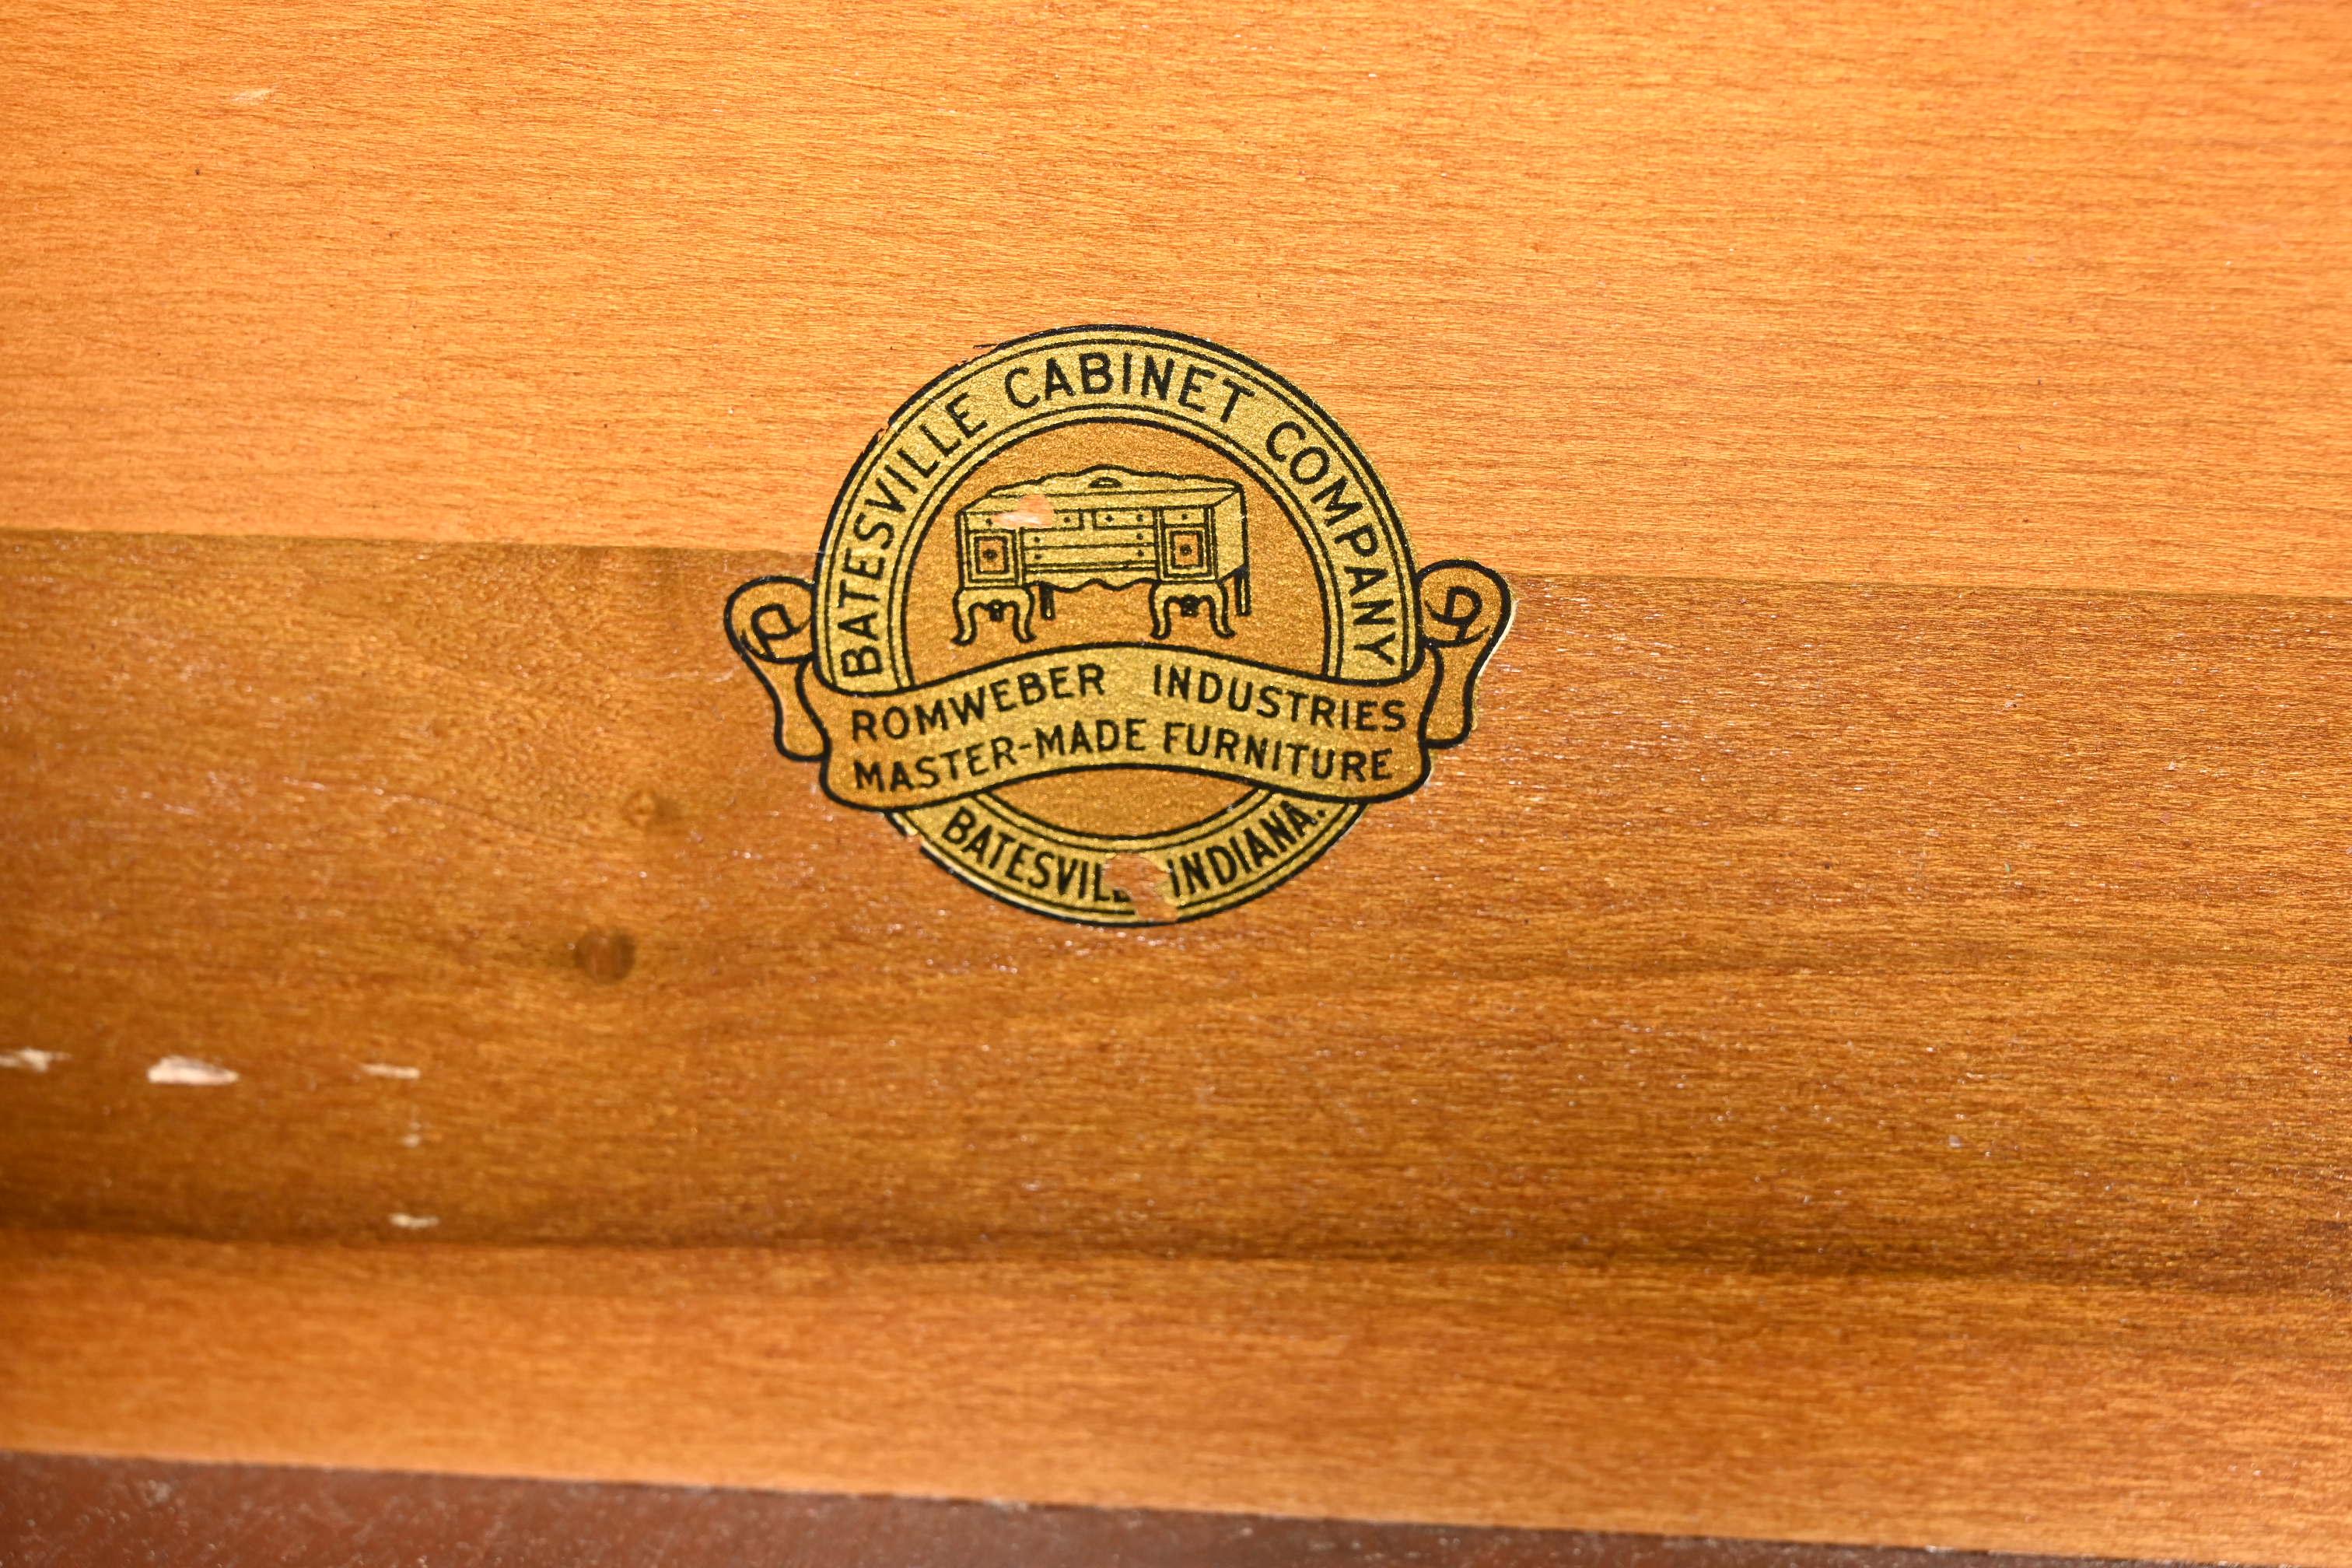 BATESVILLE CABINET COMPANY
ROMWEBER INDUSTRIES
MASTER-MADE FURNITURE
INDIANA.